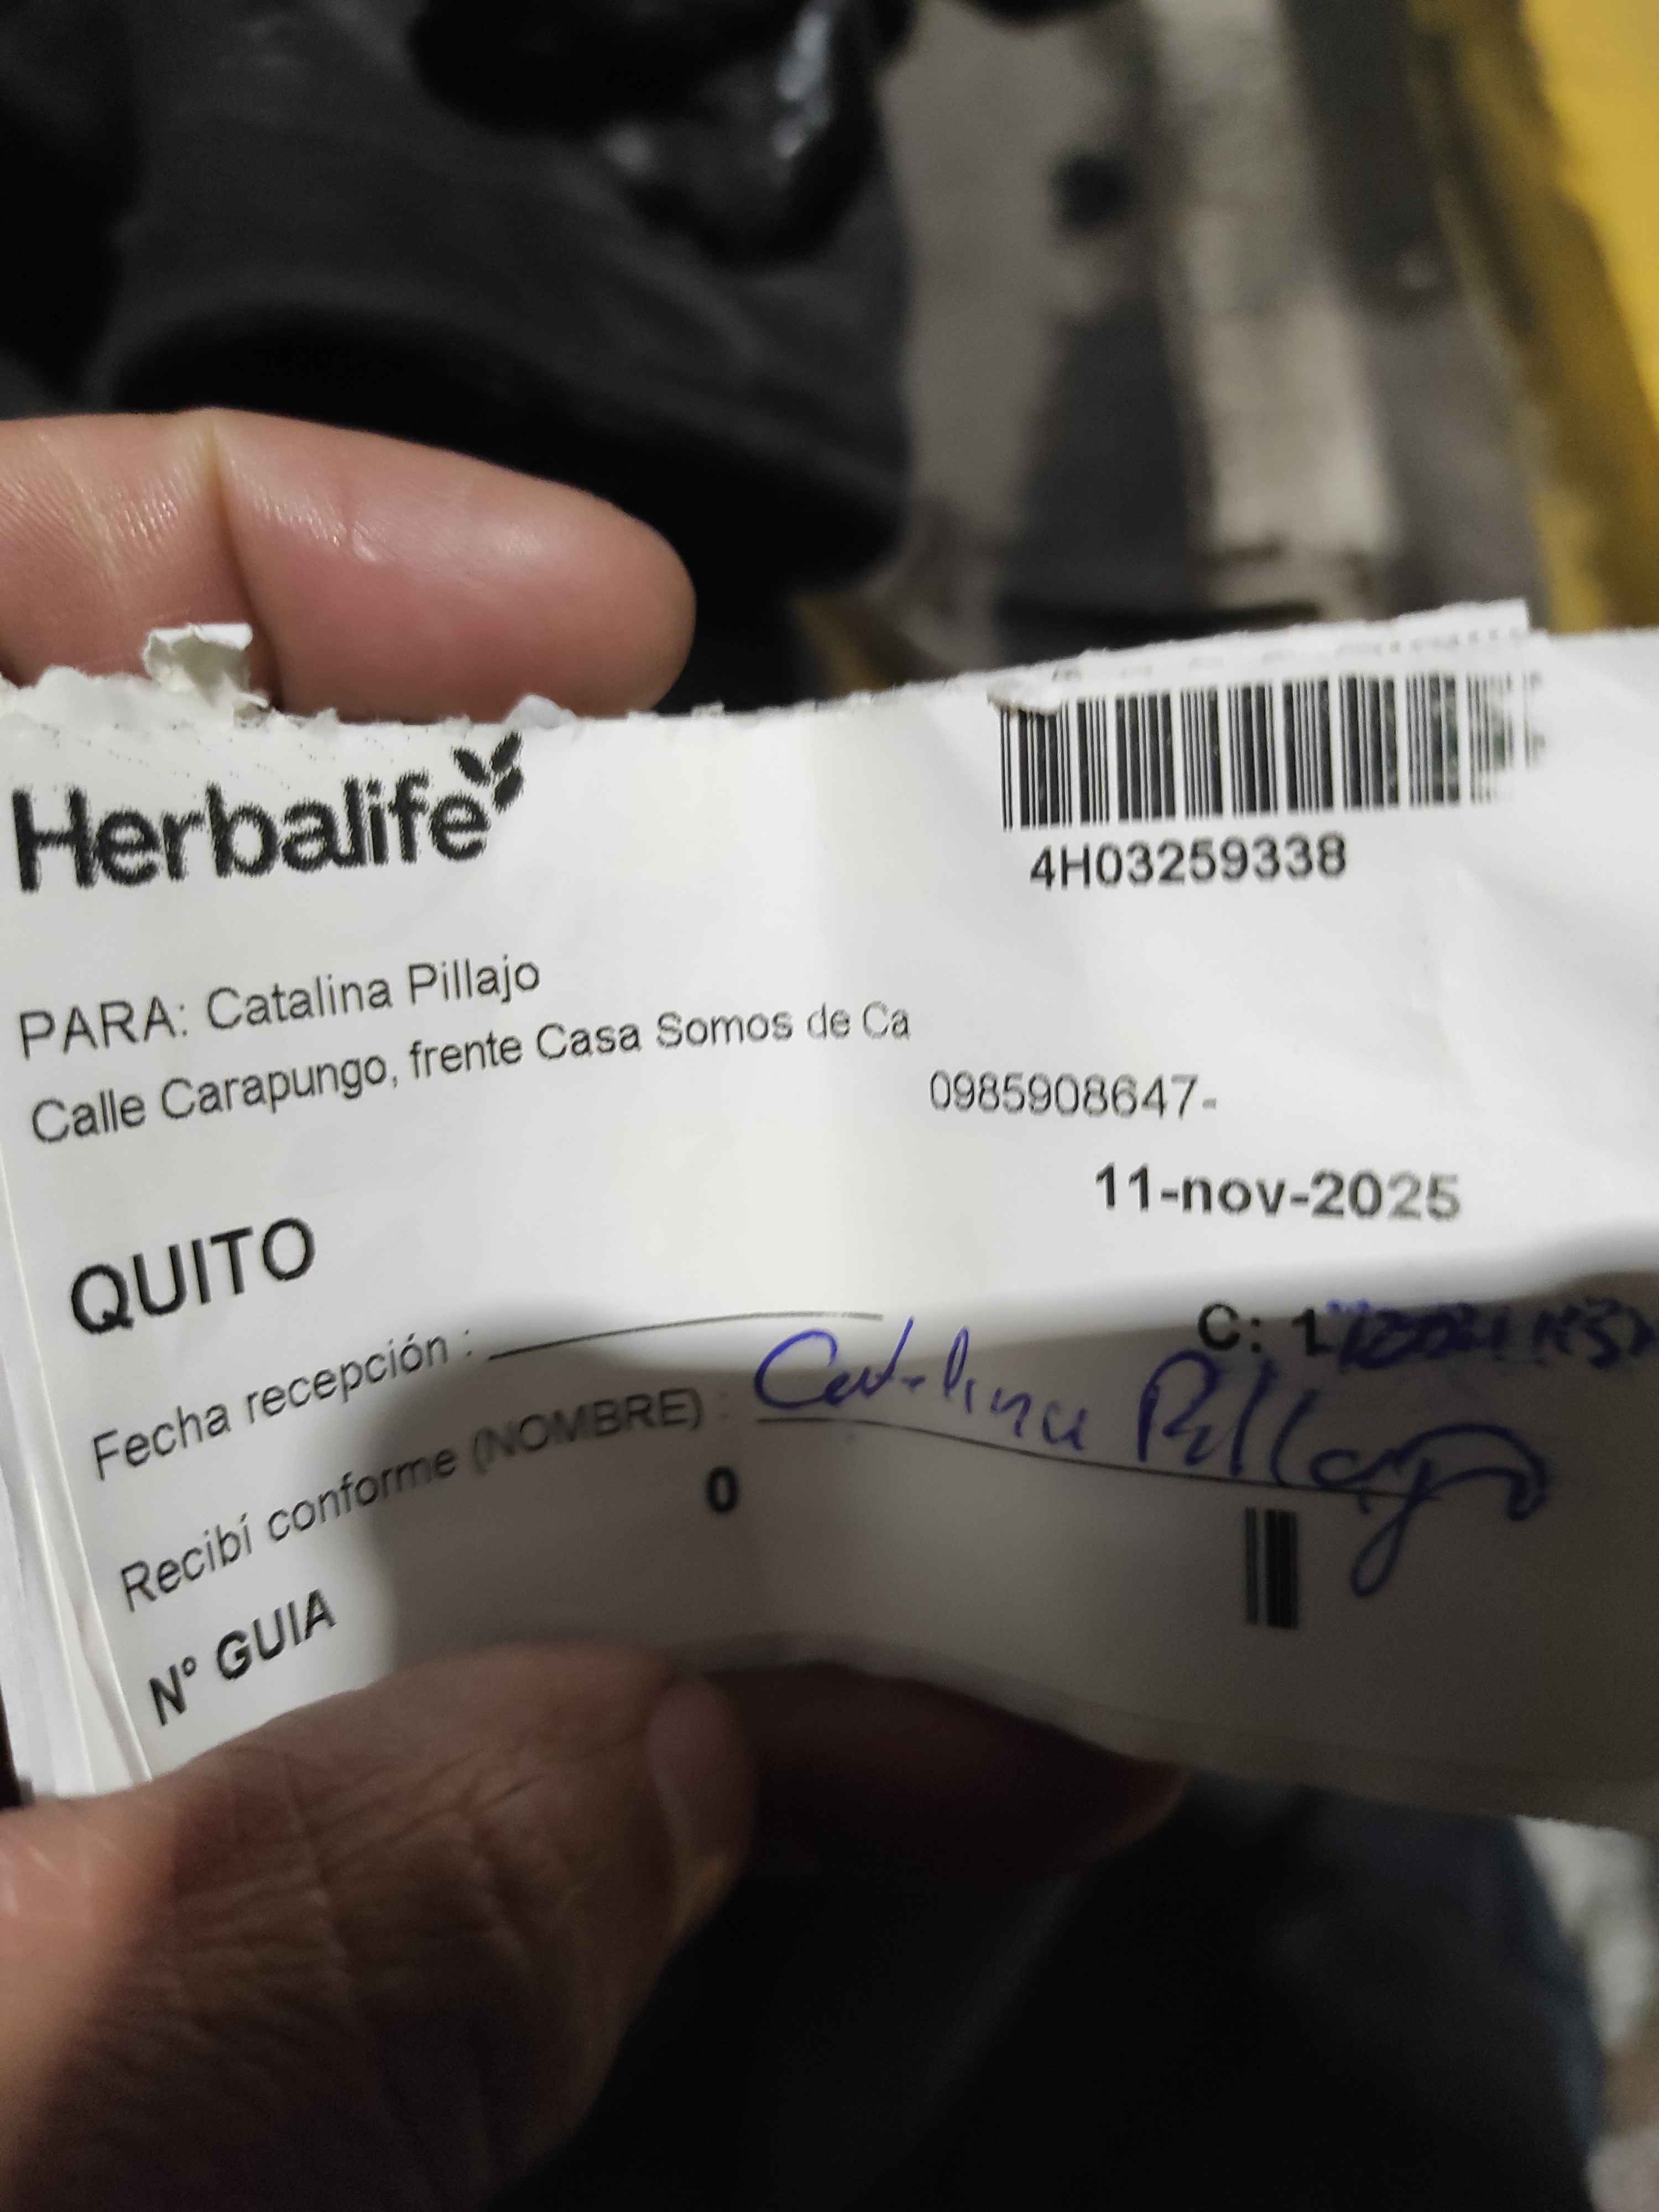 Herbalife
4H03259338
PARA: Catalina Pillajo
Calle Carapungo, frente Casa Somos de Ca
0985908647-
11-nov-2025
QUITO
C: 1
Fecha recepción :
Recibí conforme (NOMBRE) : Catalina Pillajo
0
N° GUIA